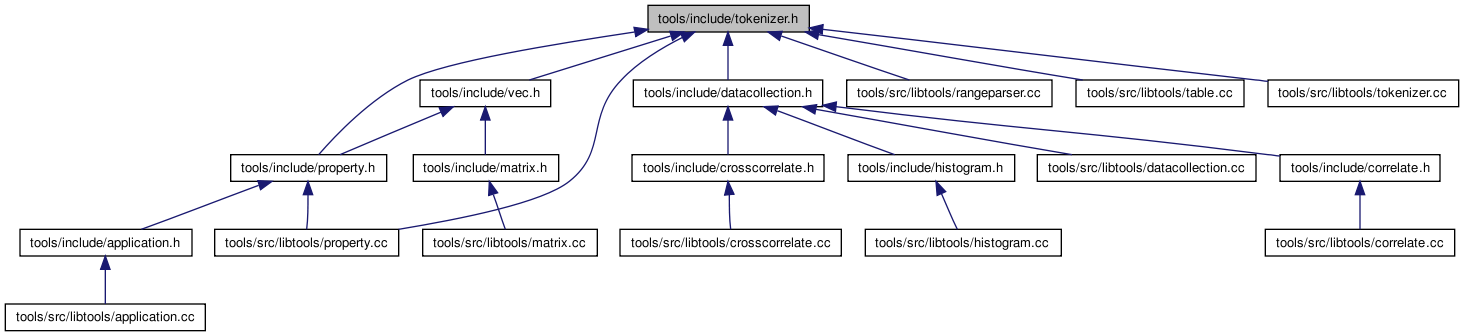 tools/include/tokenizer.h
tools/include/vec.h
tools/include/datacollection.h
tools/src/libtools/rangeparser.cc
tools/src/libtools/table.cc
tools/src/libtools/tokenizer.cc
tools/include/property.h
tools/include/matrix.h
tools/include/crosscorrelate.h
tools/include/histogram.h
tools/src/libtools/datacollection.cc
tools/include/correlate.h
tools/include/application.h
tools/src/libtools/property.cc
tools/src/libtools/matrix.cc
tools/src/libtools/crosscorrelate.cc
tools/src/libtools/histogram.cc
tools/src/libtools/correlate.cc
tools/src/libtools/application.cc